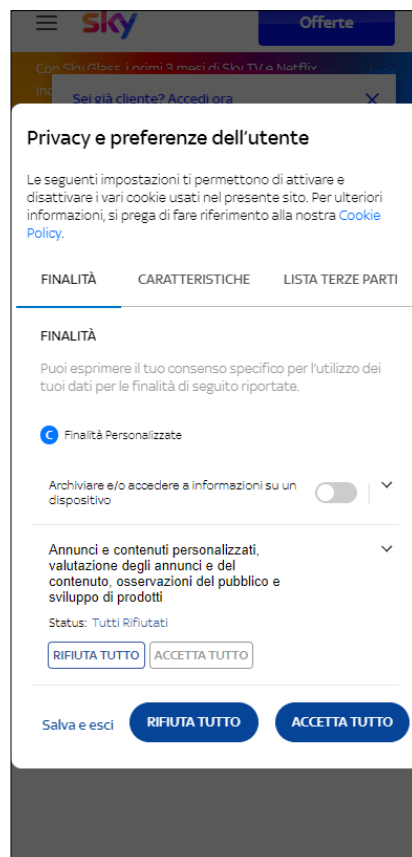 sky
Offerte
Con Sky Glass, i primi 3 mesi di Sky TV e Netflix
inc
Sei già cliente? Accedi ora
Privacy e preferenze dell'utente
Le seguenti impostazioni ti permettono di attivare e
disattivare i vari cookie usati nel presente sito. Per ulteriori
informazioni, si prega di fare riferimento alla nostra Cookie
Policy.
FINALITÀ CARATTERISTICHE LISTA TERZE PARTI
FINALITÀ
Puoi esprimere il tuo consenso specifico per l'utilizzo dei
tuoi dati per le finalità di seguito riportate.
C Finalità Personalizzate
Archiviare e/o accedere a informazioni su un
dispositivo
Annunci e contenuti personalizzati,
valutazione degli annunci e del
contenuto, osservazioni del pubblico e
sviluppo di prodotti
Status: Tutti Rifiutati
RIFIUTA TUTTO ACCETTA TUTTO
Salva e esci RIFIUTA TUTTO ACCETTA TUTTO